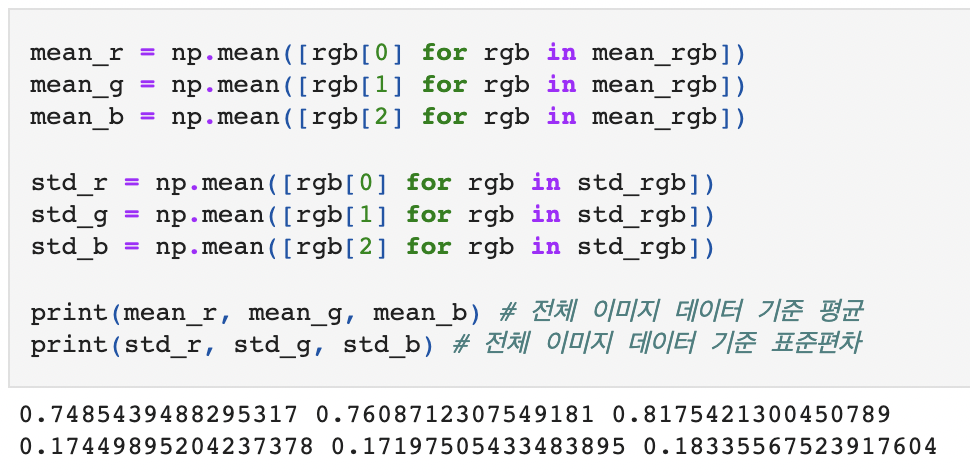 mean_r = np.mean([rgb[0] for rgb in mean_rgb])
mean_g = np.mean([rgb[1] for rgb in mean_rgb])
mean_b = np.mean([rgb[2] for rgb in mean_rgb])
std_r = np.mean([rgb[0] for rgb in std_rgb])
std_g = np.mean([rgb[1] for rgb in std_rgb])
std_b = np.mean([rgb[2] for rgb in std_rgb])
print(mean_r, mean_g, mean_b) # 전체 이미지 데이터 기준 평균
print(std_r, std_g, std_b) # 전체 이미지 데이터 기준 표준편차
0.7485439488295317 0.7608712307549181 0.8175421300450789
0.17449895204237378 0.17197505433483895 0.18335567523917604